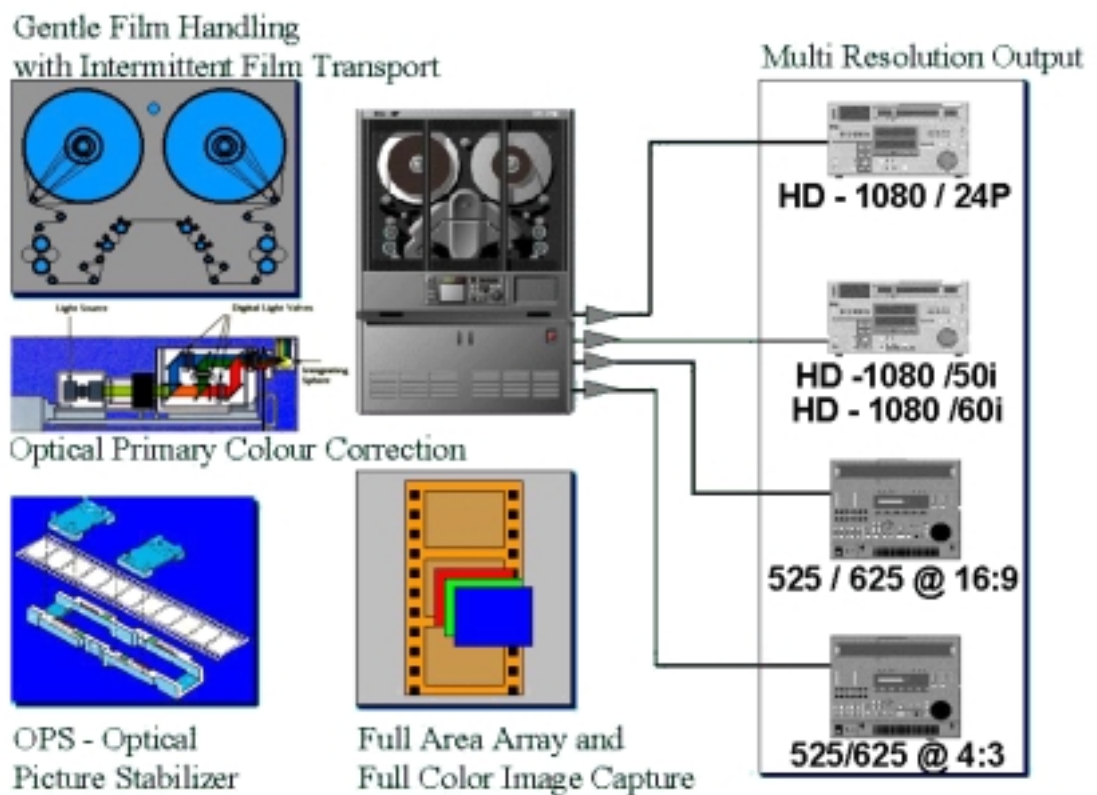 Gentle Film Handling
with Intermittent Film Transport
Multi Resolution Output
HD - 1080 / 24P
Light Source
Digital Light Valves
Integrating
Sphere
HD -1080 /50i
HD - 1080 /60i
Optical Primary Colour Correction
525 / 625 @ 16:9
OPS - Optical
Picture Stabilizer
Full Area Array and
Full Color Image Capture
525/625 @ 4:3